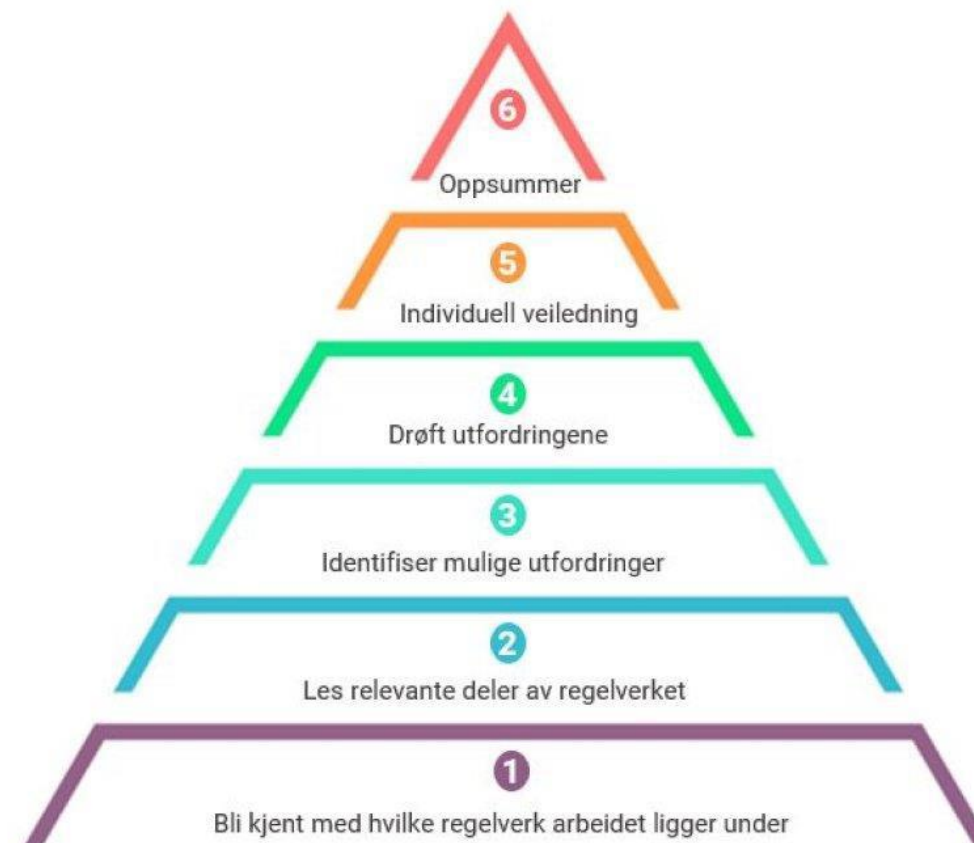 6
Oppsummer
5
Individuell veiledning
4
Drøft utfordringene
3
Identifiser mulige utfordringer
2
Les relevante deler av regelverket
1
Bli kjent med hvilke regelverk arbeidet ligger under